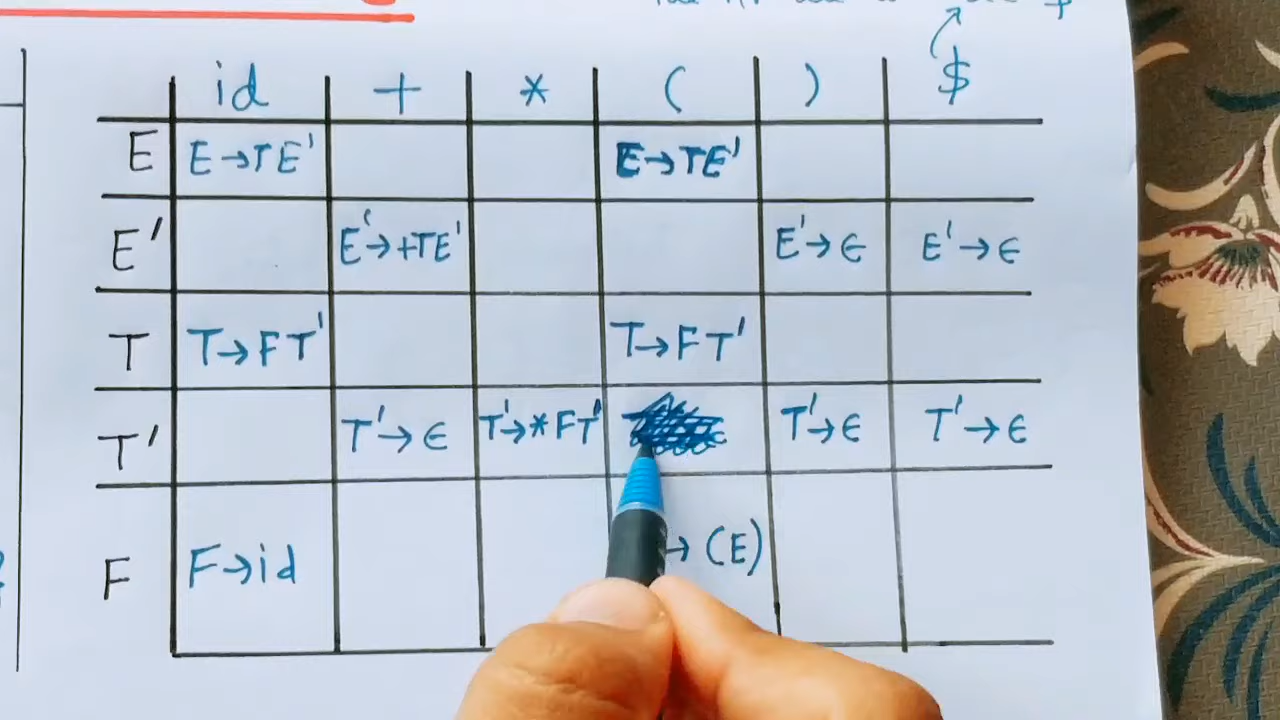 id + * ( ) $
E E→TE' E→TE'
E' E'→+TE' E'→ϵ E'→ϵ
T T→FT' T→FT'
T' T'→ϵ T'→*FT' T'→ϵ T'→ϵ
F F→id → (E)